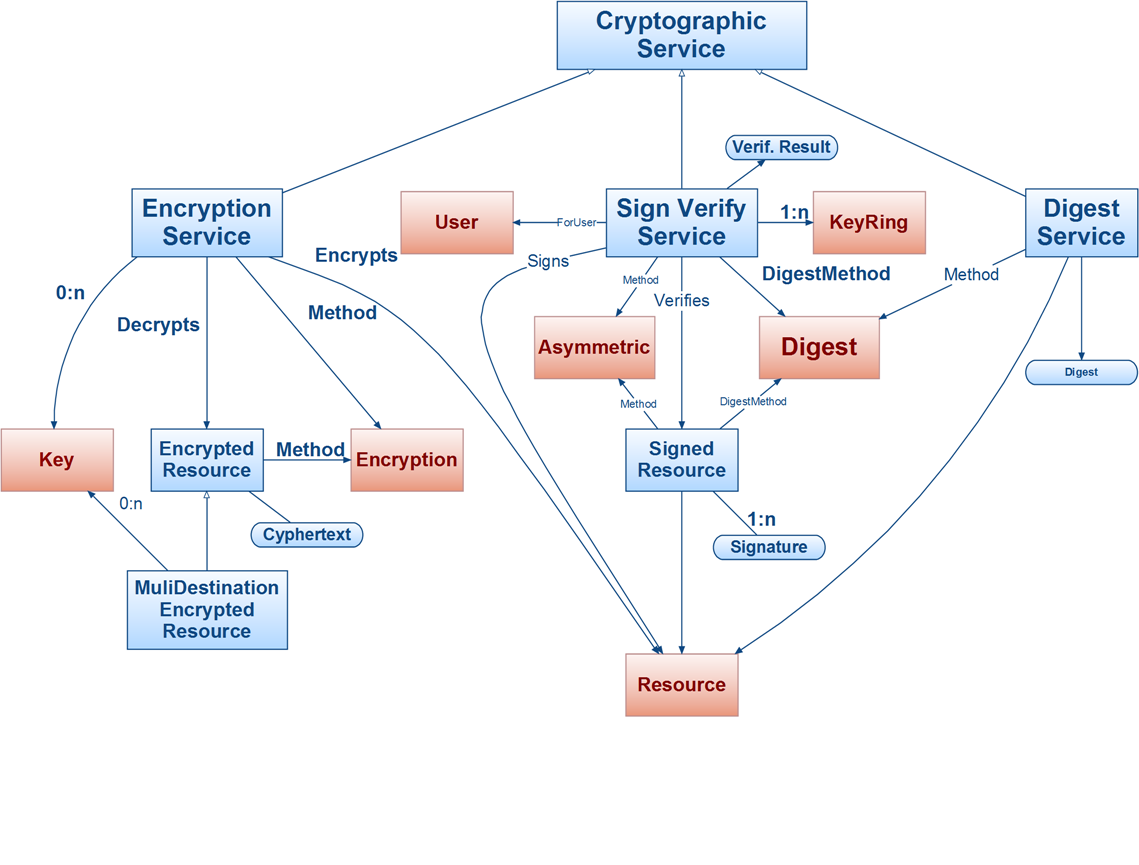 Cryptographic
Service
Verif. Result
Encryption
Service
User
ForUser
Sign Verify
Service
1:n
KeyRing
Digest
Service
Encrypts
Signs
Method
DigestMethod
Method
0:n
Verifies
Decrypts
Method
Asymmetric
Digest
Digest
Method
DigestMethod
Key
Encrypted
Resource
Method
Encryption
Signed
Resource
0:n
Cyphertext
1:n
Signature
MuliDestination
Encrypted
Resource
Resource